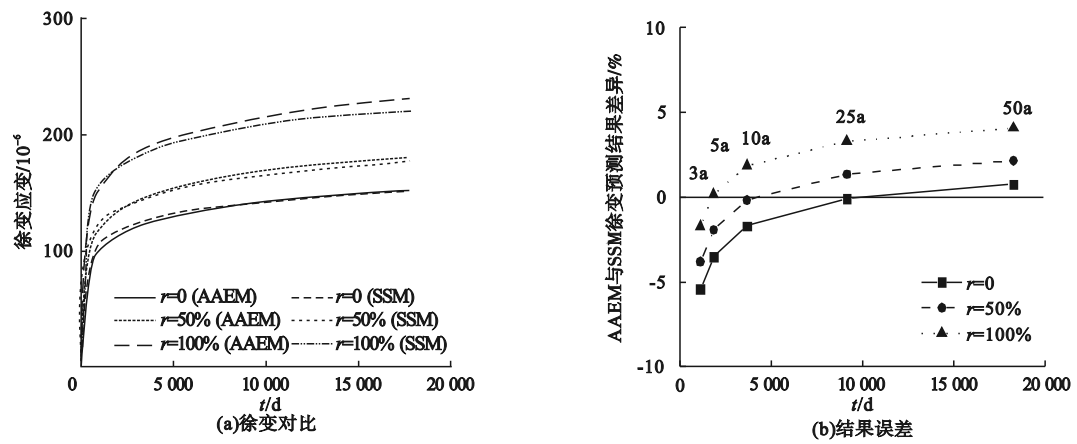 300
200
100
0
5 000
10 000
15 000
20 000
徐变应变/10⁻⁶
r=0 (AAEM)
r=0 (SSM)
r=50% (AAEM)
r=50% (SSM)
r=100% (AAEM)
r=100% (SSM)
t/d
(a)徐变对比
10
5
0
-5
-10
0
5 000
10 000
15 000
20 000
AAEM与SSM徐变预测结果差异/%
3a
5a
10a
25a
50a
r=0
r=50%
r=100%
t/d
(b)结果误差